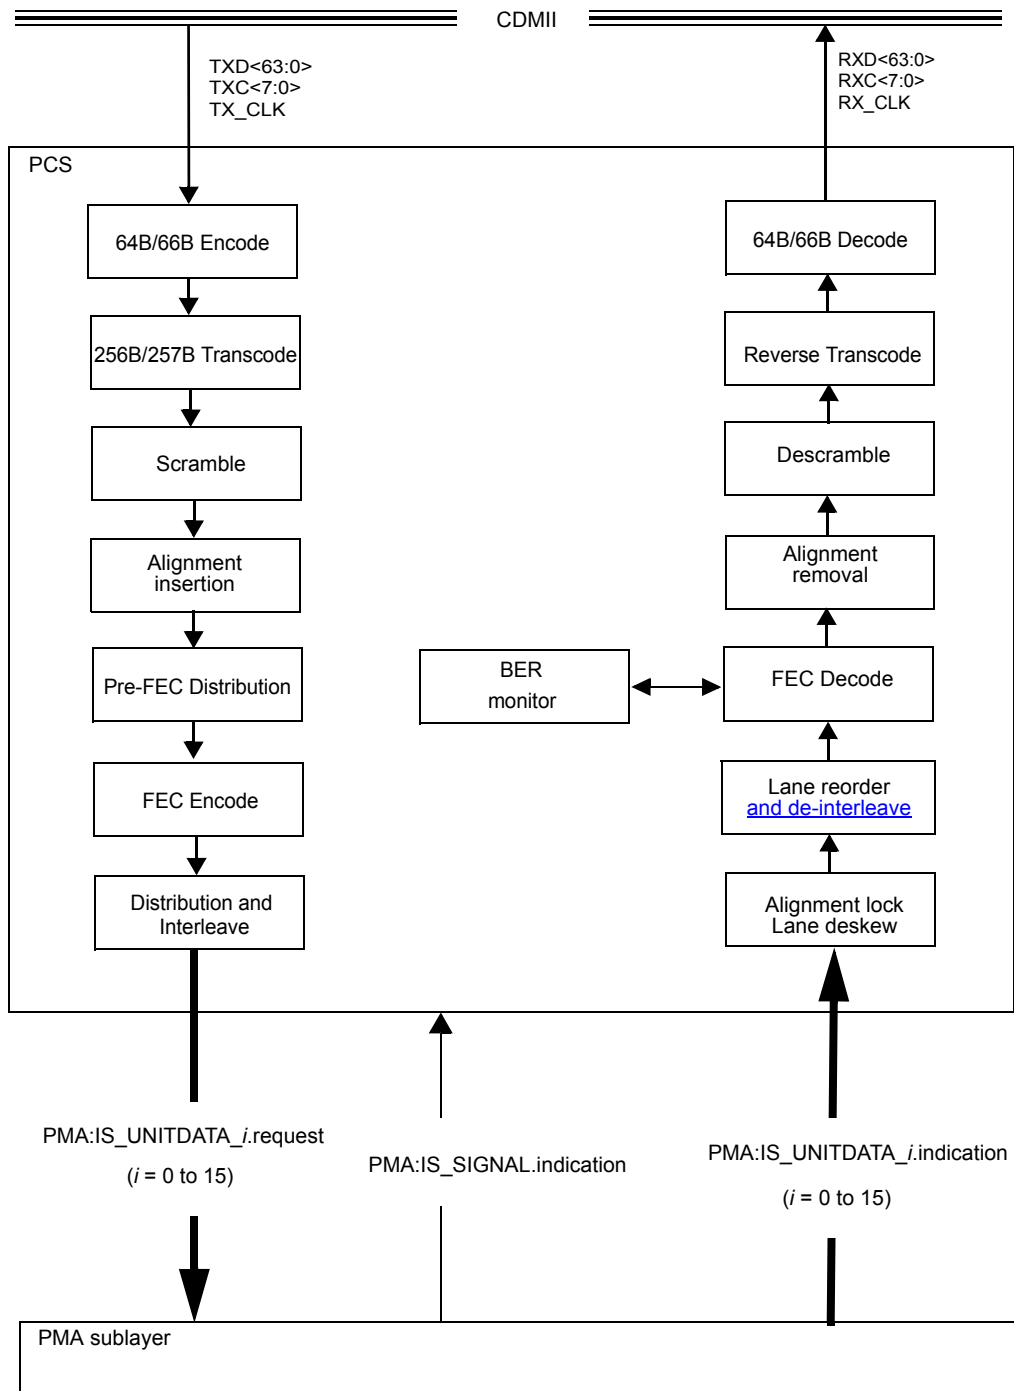 CDMII
TXD<63:0>
TXC<7:0>
TX_CLK
RXD<63:0>
RXC<7:0>
RX_CLK
PCS
64B/66B Encode
256B/257B Transcode
Scramble
Alignment
insertion
Pre-FEC Distribution
FEC Encode
Distribution and
Interleave
64B/66B Decode
Reverse Transcode
Descramble
Alignment
removal
BER
monitor
FEC Decode
Lane reorder
and de-interleave
Alignment lock
Lane deskew
PMA:IS_UNITDATA_i.request
(i = 0 to 15)
PMA:IS_SIGNAL.indication
PMA:IS_UNITDATA_i.indication
(i = 0 to 15)
PMA sublayer